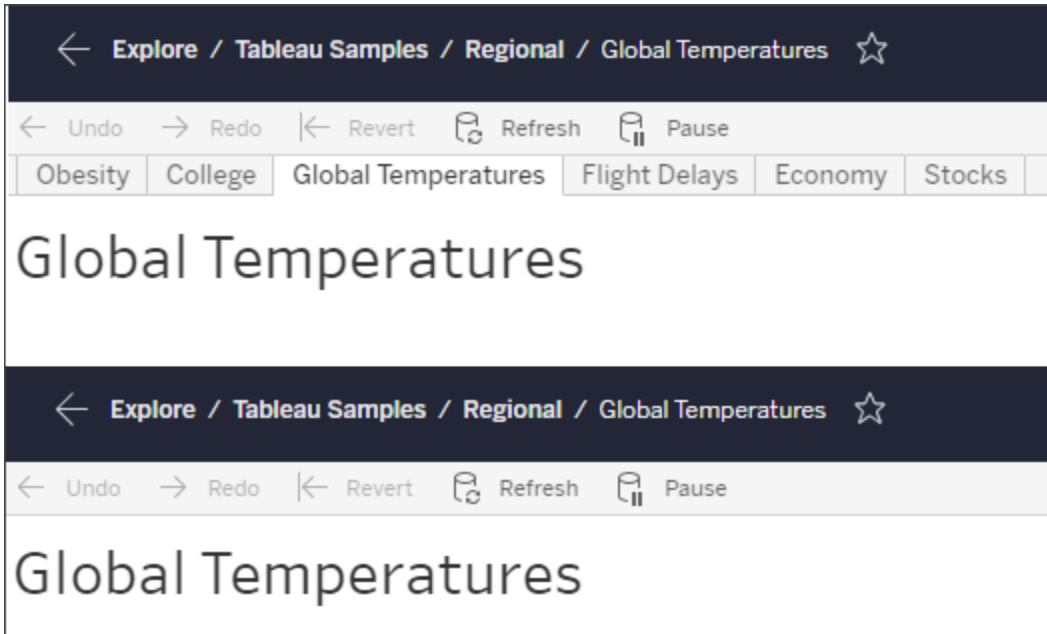 Explore / Tableau Samples / Regional / Global Temperatures
Undo Redo Revert Refresh Pause
Obesity College Global Temperatures Flight Delays Economy Stocks
Global Temperatures
Explore / Tableau Samples / Regional / Global Temperatures
Undo Redo Revert Refresh Pause
Global Temperatures